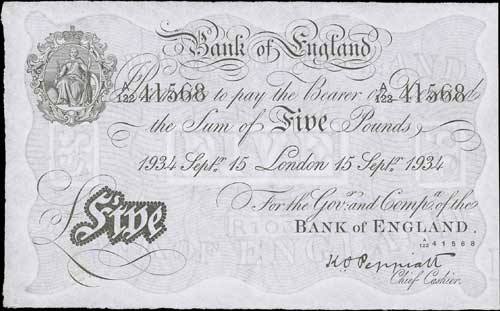 Bank of England
A/122 41568 to pay the Bearer on Demand A/122 41568
the Sum of Five Pounds
1934 Septr. 15 London 15 Septr. 1934
For the Govr. and Compa. of the
Five
BANK OF ENGLAND.
A/122 41568
K O Peppiatt
Chief Cashier.